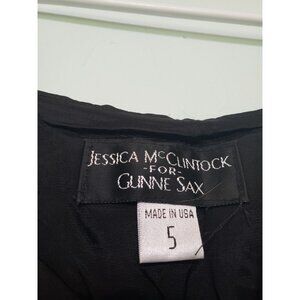 JESSICA McCLINTOCK
-FOR-
GUNNE SAX
MADE IN USA
5